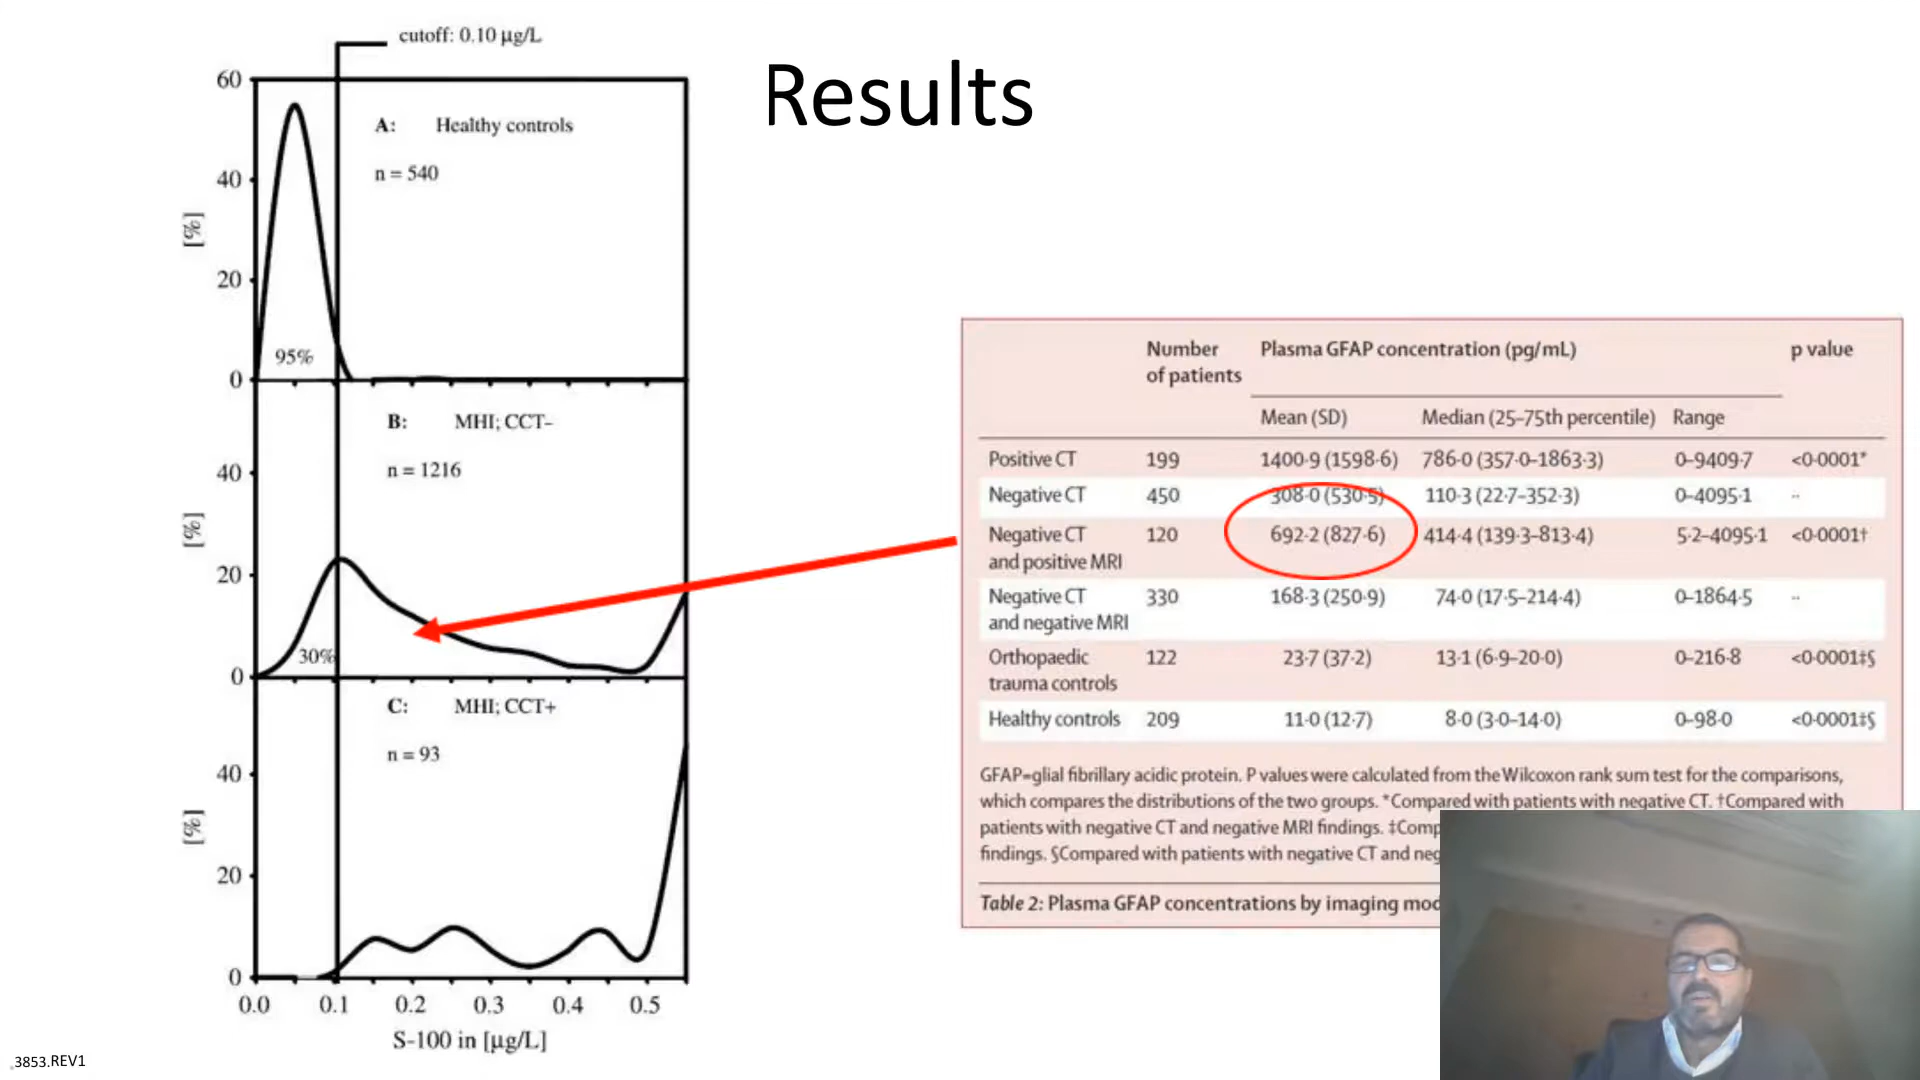 cutoff: 0.10 µg/L
Results
60
40
20
0
[%]
A: Healthy controls
n = 540
95%
40
20
0
[%]
B: MHI; CCT–
n = 1216
30%
40
20
0
[%]
C: MHI; CCT+
n = 93
0.0 0.1 0.2 0.3 0.4 0.5
S-100 in [µg/L]
Number of patients
Plasma GFAP concentration (pg/mL)
p value
Mean (SD) Median (25–75th percentile) Range
Positive CT 199 1400·9 (1598·6) 786·0 (357·0–1863·3) 0–9409·7 <0·0001*
Negative CT 450 308·0 (530·5) 110·3 (22·7–352·3) 0–4095·1 ··
Negative CT and positive MRI 120 692·2 (827·6) 414·4 (139·3–813·4) 5·2–4095·1 <0·0001†
Negative CT and negative MRI 330 168·3 (250·9) 74·0 (17·5–214·4) 0–1864·5 ··
Orthopaedic trauma controls 122 23·7 (37·2) 13·1 (6·9–20·0) 0–216·8 <0·0001‡§
Healthy controls 209 11·0 (12·7) 8·0 (3·0–14·0) 0–98·0 <0·0001‡§
GFAP=glial fibrillary acidic protein. P values were calculated from the Wilcoxon rank sum test for the comparisons,
which compares the distributions of the two groups. *Compared with patients with negative CT. †Compared with
patients with negative CT and negative MRI findings. ‡Comp
findings. §Compared with patients with negative CT and neg
Table 2: Plasma GFAP concentrations by imaging mod
3853.REV1